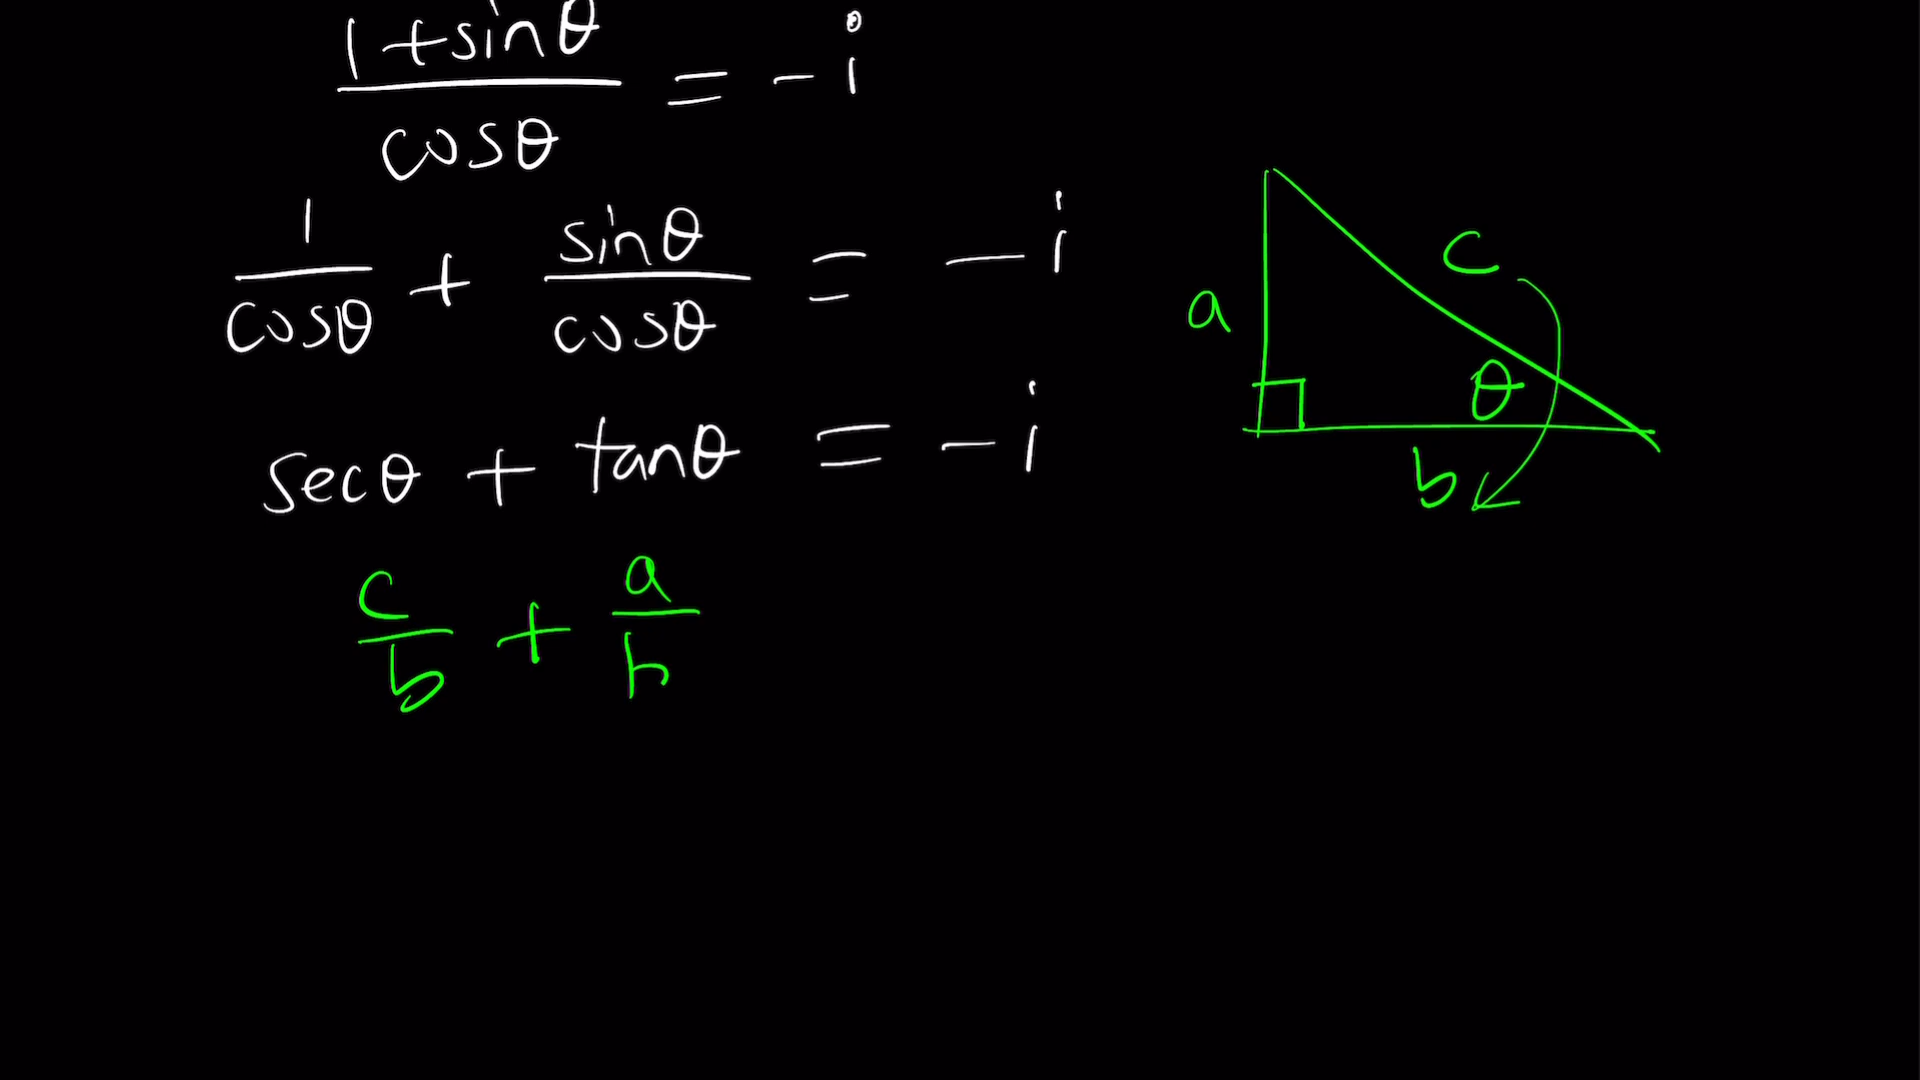 1+sinθ
cosθ = -i
1/cosθ + sinθ/cosθ = -i
secθ + tanθ = -i
c/b + a/h
a
c
θ
b